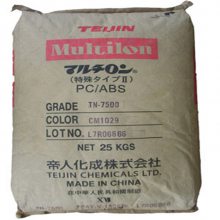 TEIJIN
Multilon
マルチロン®
(特殊タイプⅡ)
PC/ABS
GRADE TN-7500
COLOR CM1029
LOT NO. L7R06866
NET 25 KGS
帝人化成株式会社
TEIJIN CHEMICALS LTD.
MADE IN CHINA
XVII